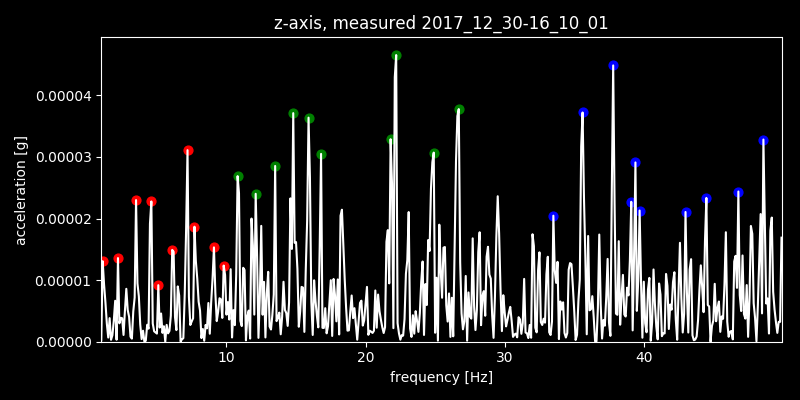 z-axis, measured 2017_12_30-16_10_01
acceleration [g]
0.00004
0.00003
0.00002
0.00001
0.00000
10 20 30 40
frequency [Hz]